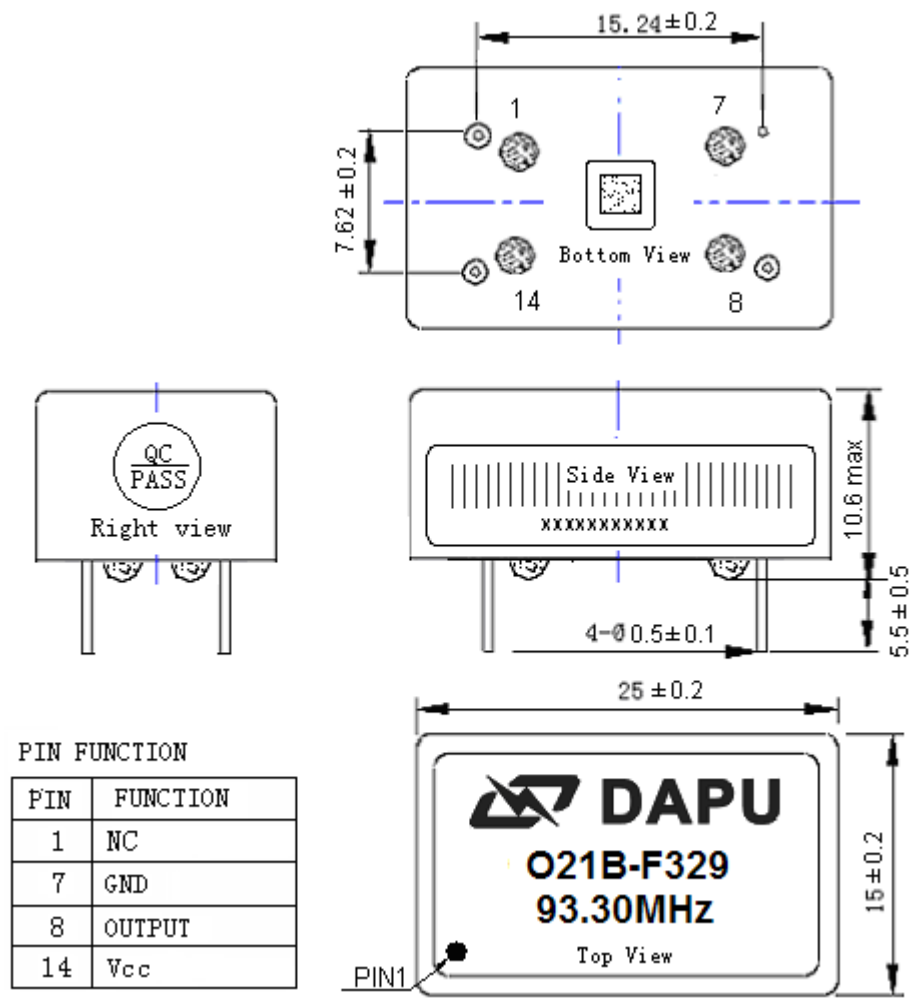 15.24±0.2
1 7
7.62±0.2
Bottom View
14 8
QC
PASS
Right view
Side View
xxxxxxxxxxx
10.6 max
5.5±0.5
4-Ø0.5±0.1
25±0.2
PIN FUNCTION
PIN FUNCTION
1 NC
7 GND
8 OUTPUT
14 Vcc
DAPU
O21B-F329
93.30MHz
Top View
PIN1
15±0.2